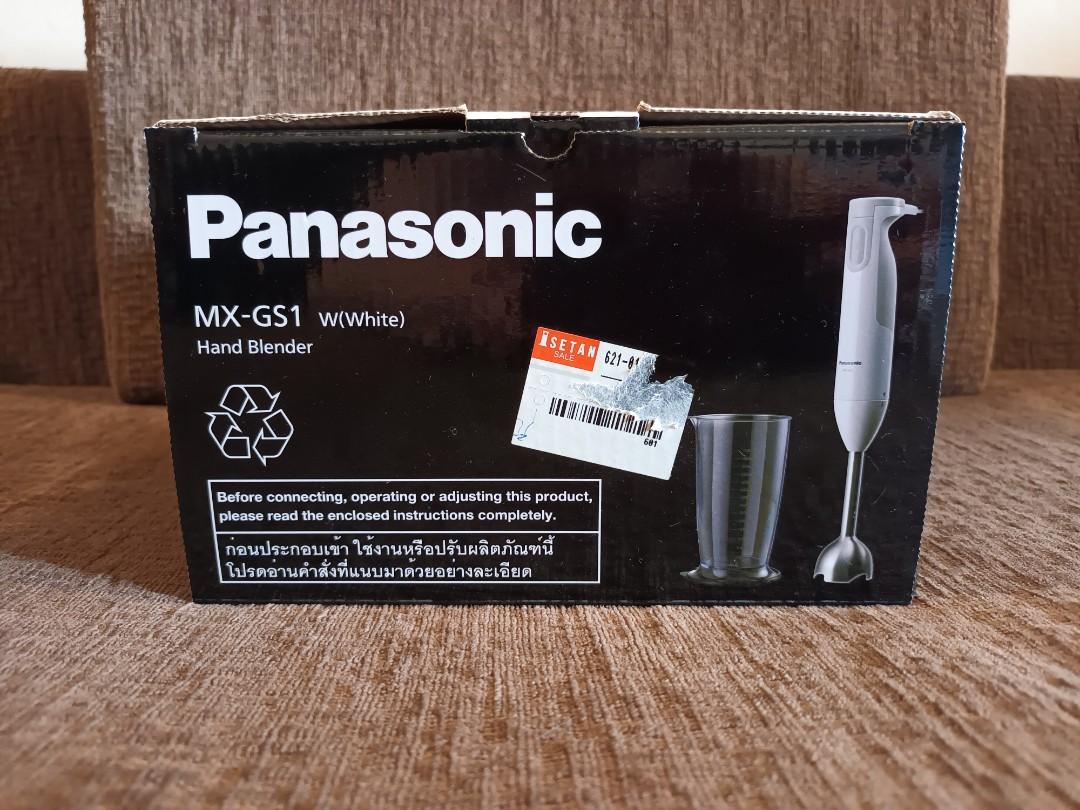 Panasonic
MX-GS1 W(White)
Hand Blender
ISETAN
SALE
621-0
601
Before connecting, operating or adjusting this product,
please read the enclosed instructions completely.
ก่อนประกอบเข้า ใช้งานหรือปรับผลิตภัณฑ์นี้
โปรดอ่านคำสั่งที่แนบมาด้วยอย่างละเอียด
Panasonic